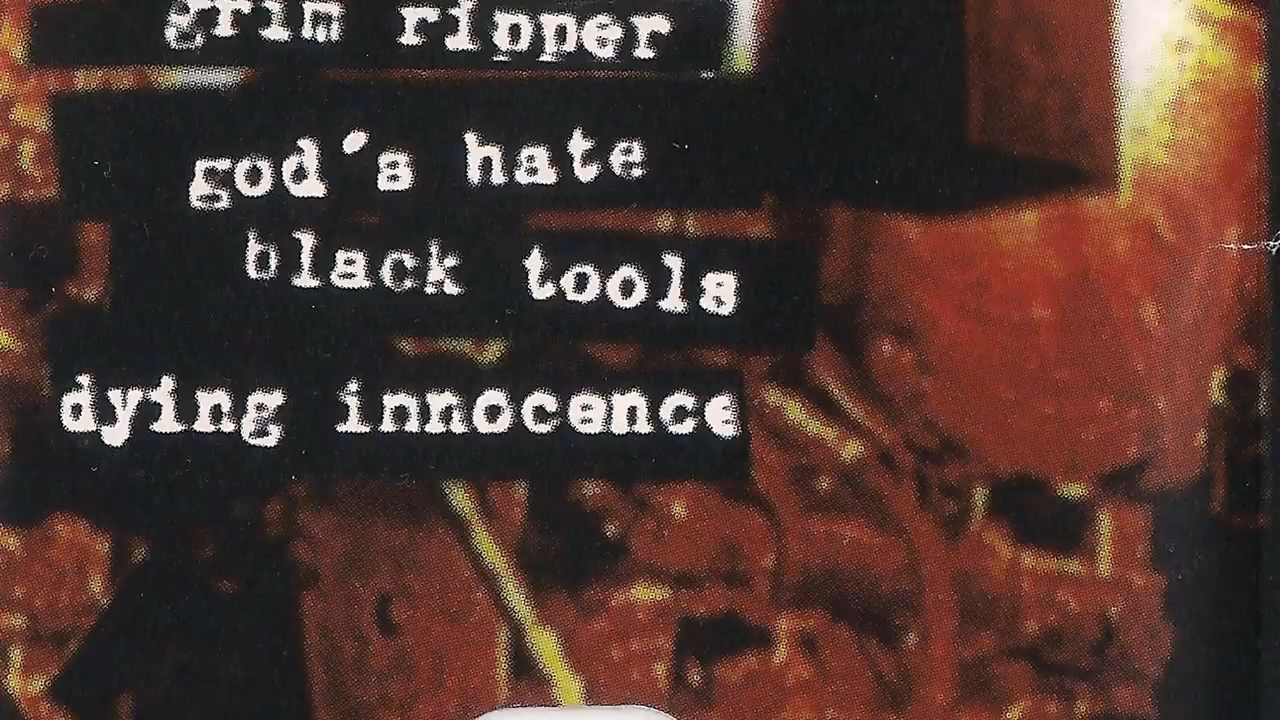 grim ripper
god's hate
black tools
dying innocence